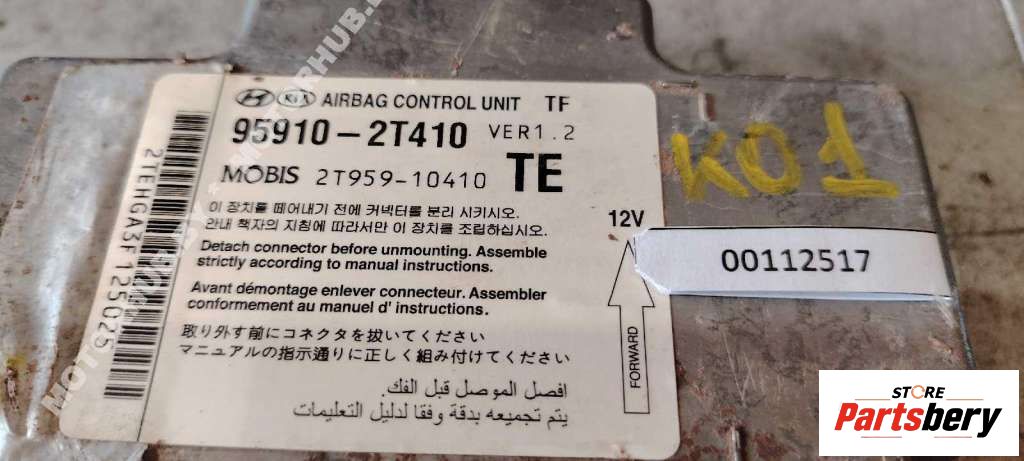 KIA AIRBAG CONTROL UNIT TF
95910-2T410 VER1.2
MOBIS 2T959-10410 TE
이 장치를 떼어내기 전에 커넥터를 분리 시키시오.
안내 책자의 지침에 따라서만 이 장치를 조립하십시오.
Detach connector before unmounting. Assemble
strictly according to manual instructions.
Avant démontage enlever connecteur. Assembler
conformement au manuel d'instructions.
取り外す前にコネクタを抜いてください
マニュアルの指示通りに正しく組み付けてください
افصل الموصل قبل الفك.
يتم تجميعه بدقة وفقا لدليل التعليمات
12V
FORWARD
2TEHGA3F125025
K01
00112517
STORE
Partsbery